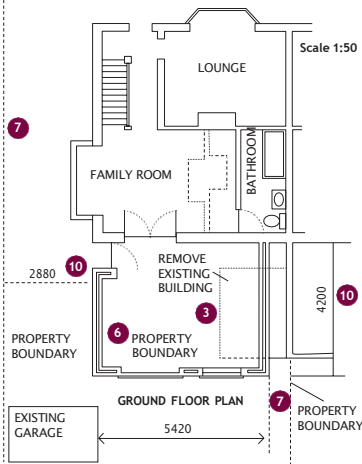 LOUNGE
Scale 1:50
7
BATHROOM
FAMILY ROOM
REMOVE
EXISTING
BUILDING
10
2880
3
4200
10
6
PROPERTY
BOUNDARY
PROPERTY
BOUNDARY
GROUND FLOOR PLAN
7
PROPERTY
BOUNDARY
EXISTING
GARAGE
5420